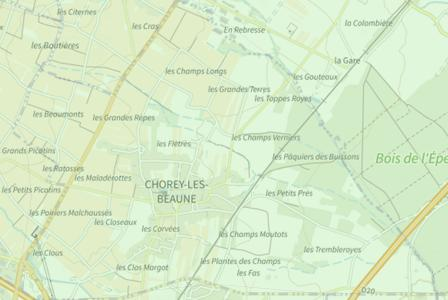 les Citernes
la Colombière
les Cras
En Rebresse
les Boutières
la Gare
les Champs Longs
les Gouteaux
les Grandes Terres
les Toppes Royes
les Beaumonts
les Grandes Rèpes
les Champs Verniers
les Flêtres
Grands Picotins
les Pâquiers des Buissons
Bois de l'Épe
les Ratosses
les Maladérottes
CHOREY-LES-
BEAUNE
les Petits Picotins
les Petits Prés
les Poiriers Malchaussés
les Closeaux
les Corvées
les Champs Moutots
les Trembleroyes
les Clous
les Plantes des Champs
les Clos Margot
les Fas
D20